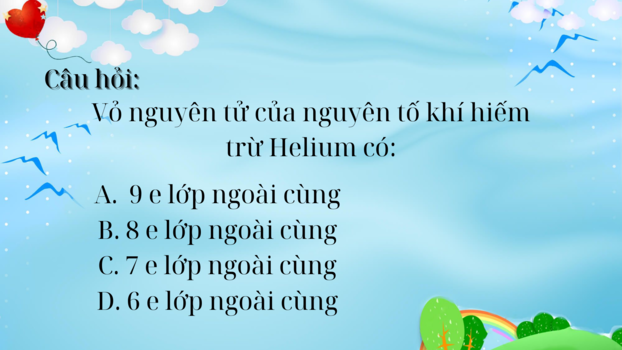 Câu hỏi:
Vỏ nguyên tử của nguyên tố khí hiếm
trừ Helium có:
A. 9 e lớp ngoài cùng
B. 8 e lớp ngoài cùng
C. 7 e lớp ngoài cùng
D. 6 e lớp ngoài cùng